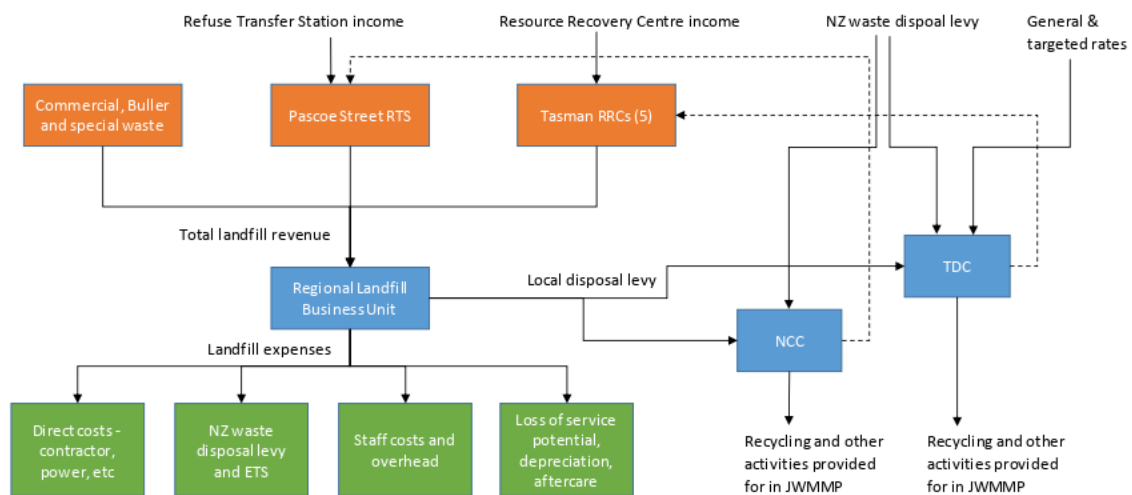 Refuse Transfer Station income
Resource Recovery Centre income
NZ waste dispoal levy
General &
targeted rates
Commercial, Buller
and special waste
Pascoe Street RTS
Tasman RRCs (5)
Total landfill revenue
Regional Landfill
Business Unit
Local disposal levy
TDC
NCC
Landfill expenses
Direct costs -
contractor,
power, etc
NZ waste
disposal levy
and ETS
Staff costs and
overhead
Loss of service
potential,
depreciation,
aftercare
Recycling and other
activities provided
for in JWMMP
Recycling and other
activities provided
for in JWMMP